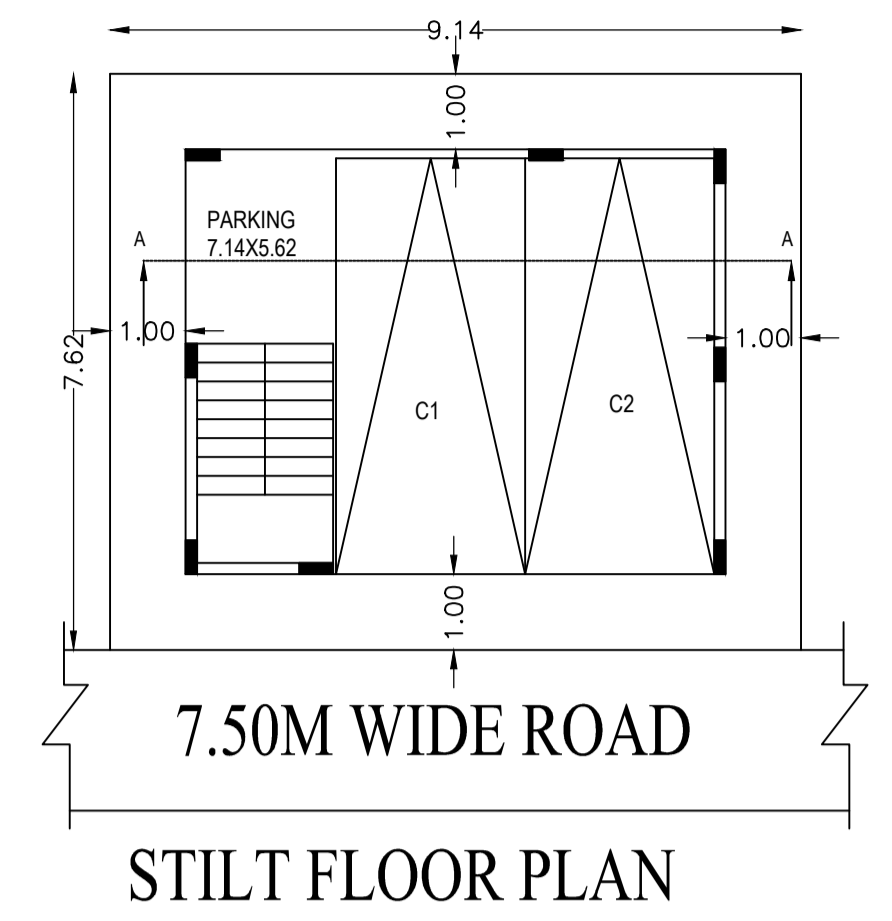 9.14
1.00
PARKING
7.14X5.62
A
A
1.00
1.00
7.62
C1
C2
1.00
7.50M WIDE ROAD
STILT FLOOR PLAN